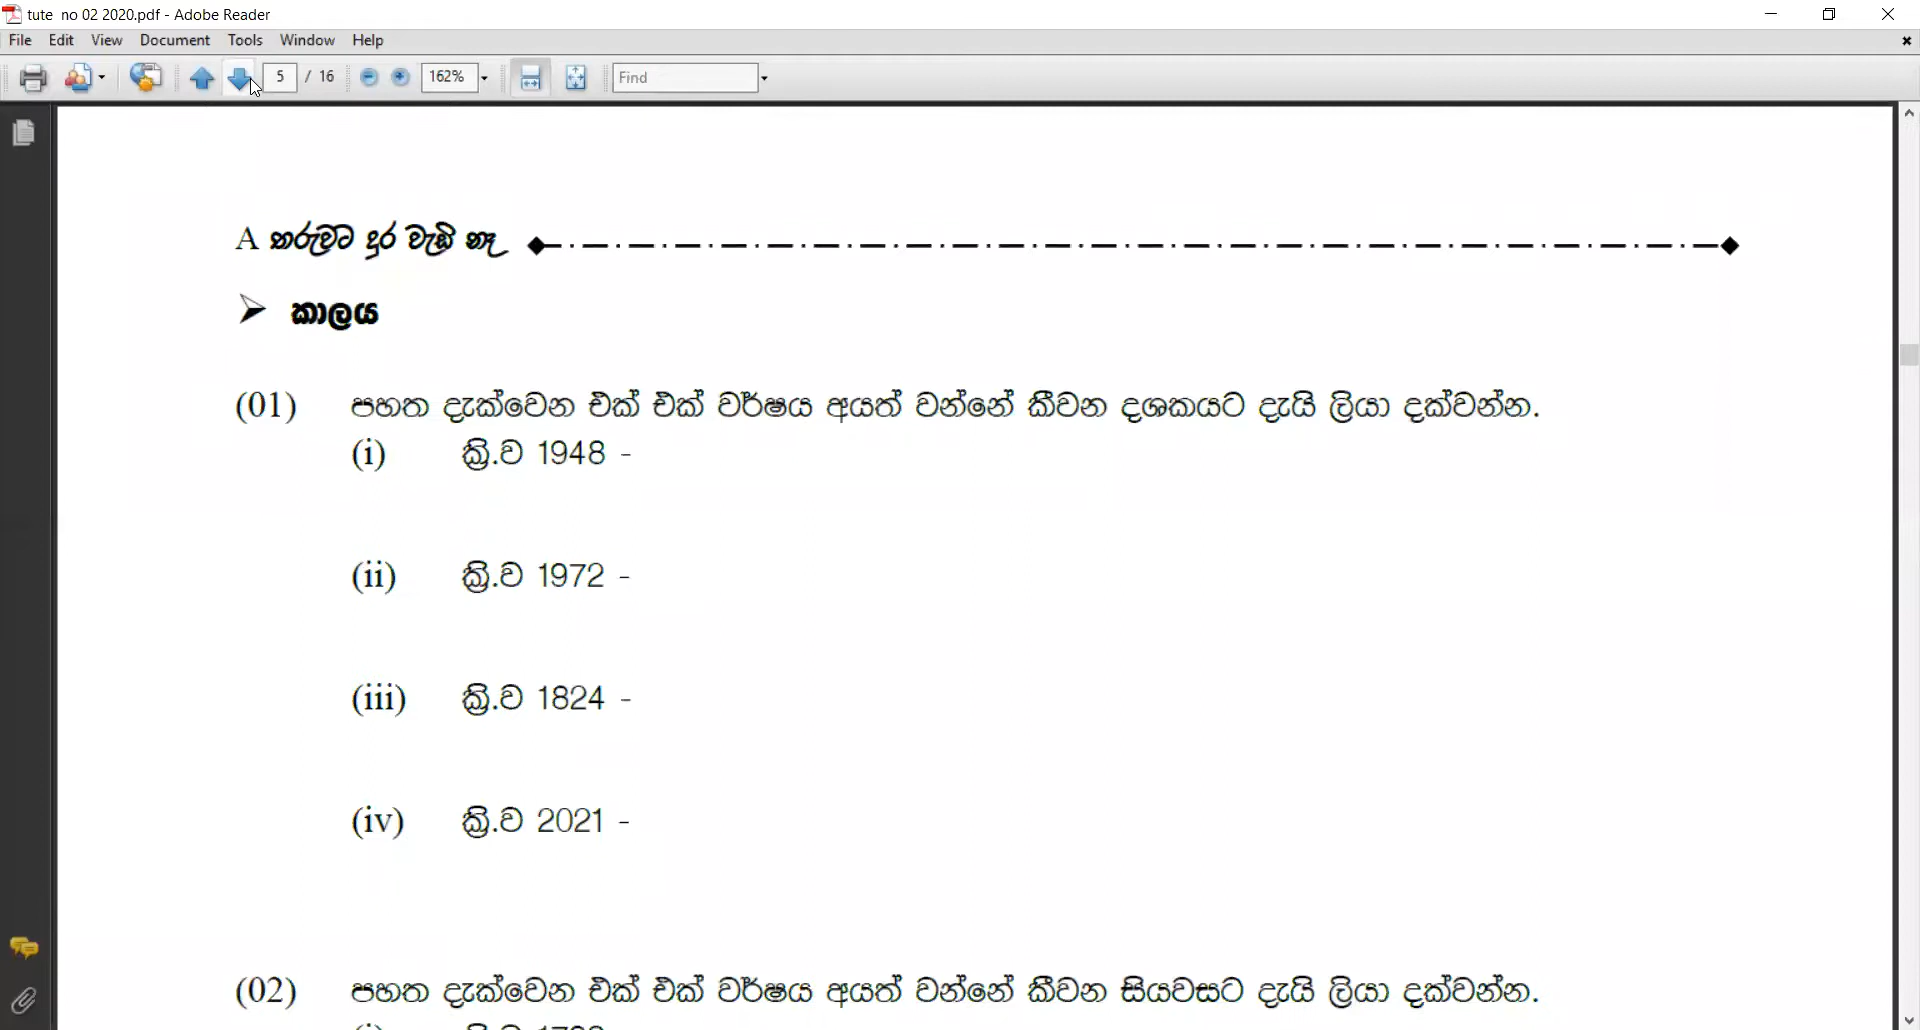 tute no 02 2020.pdf - Adobe Reader
File Edit View Document Tools Window Help
5 / 16 162% Find
A තරුවට දුර වැඩි නෑ
➢ කාලය
(01) පහත දැක්වෙන එක් එක් වර්ෂය අයත් වන්නේ කීවන දශකයට දැයි ලියා දක්වන්න.
(i) ක්‍රි.ව 1948 -
(ii) ක්‍රි.ව 1972 -
(iii) ක්‍රි.ව 1824 -
(iv) ක්‍රි.ව 2021 -
(02) පහත දැක්වෙන එක් එක් වර්ෂය අයත් වන්නේ කීවන සියවසට දැයි ලියා දක්වන්න.